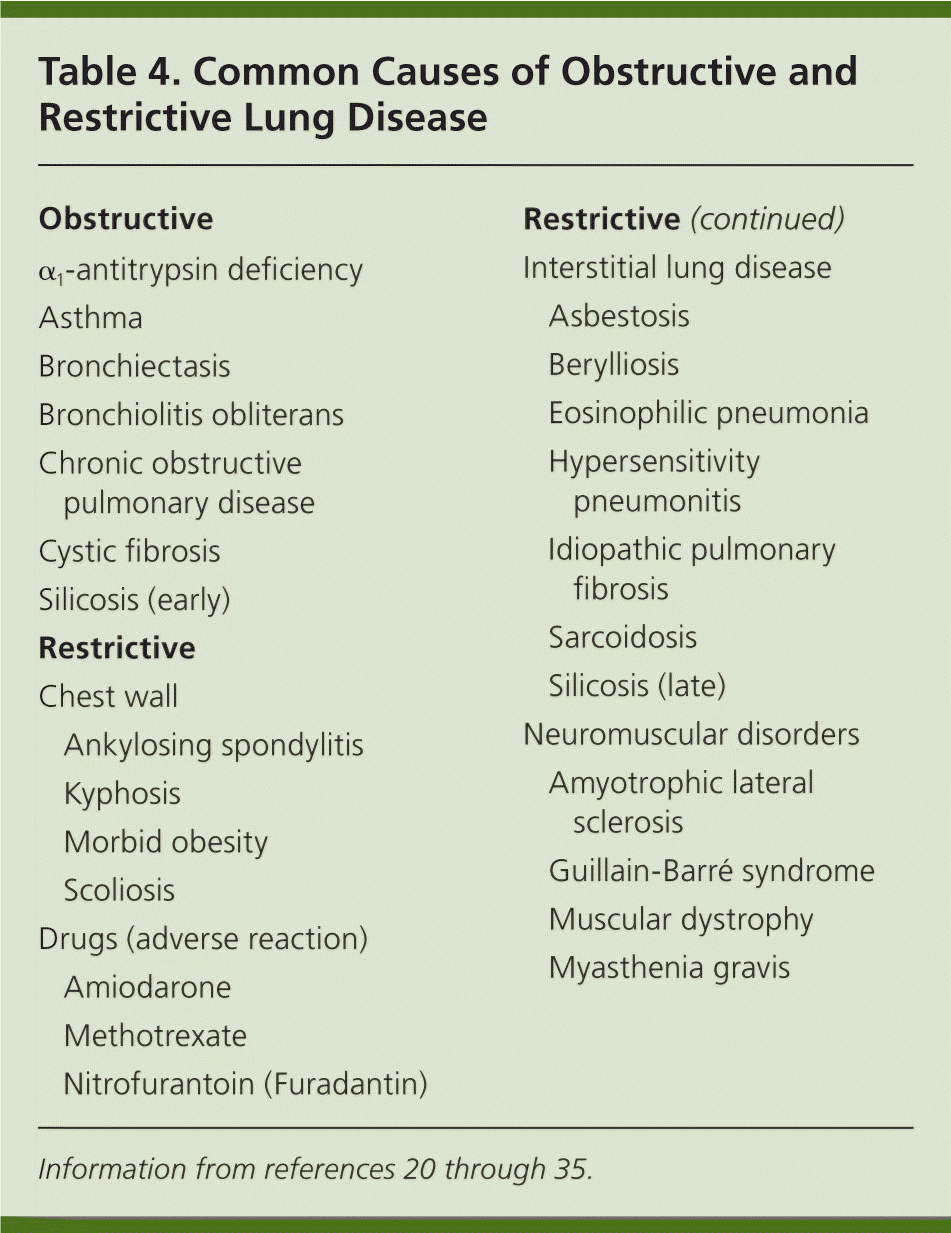 Table 4. Common Causes of Obstructive and
Restrictive Lung Disease
Obstructive
α₁-antitrypsin deficiency
Asthma
Bronchiectasis
Bronchiolitis obliterans
Chronic obstructive
pulmonary disease
Cystic fibrosis
Silicosis (early)
Restrictive
Chest wall
Ankylosing spondylitis
Kyphosis
Morbid obesity
Scoliosis
Drugs (adverse reaction)
Amiodarone
Methotrexate
Nitrofurantoin (Furadantin)
Restrictive (continued)
Interstitial lung disease
Asbestosis
Berylliosis
Eosinophilic pneumonia
Hypersensitivity
pneumonitis
Idiopathic pulmonary
fibrosis
Sarcoidosis
Silicosis (late)
Neuromuscular disorders
Amyotrophic lateral
sclerosis
Guillain-Barré syndrome
Muscular dystrophy
Myasthenia gravis
Information from references 20 through 35.